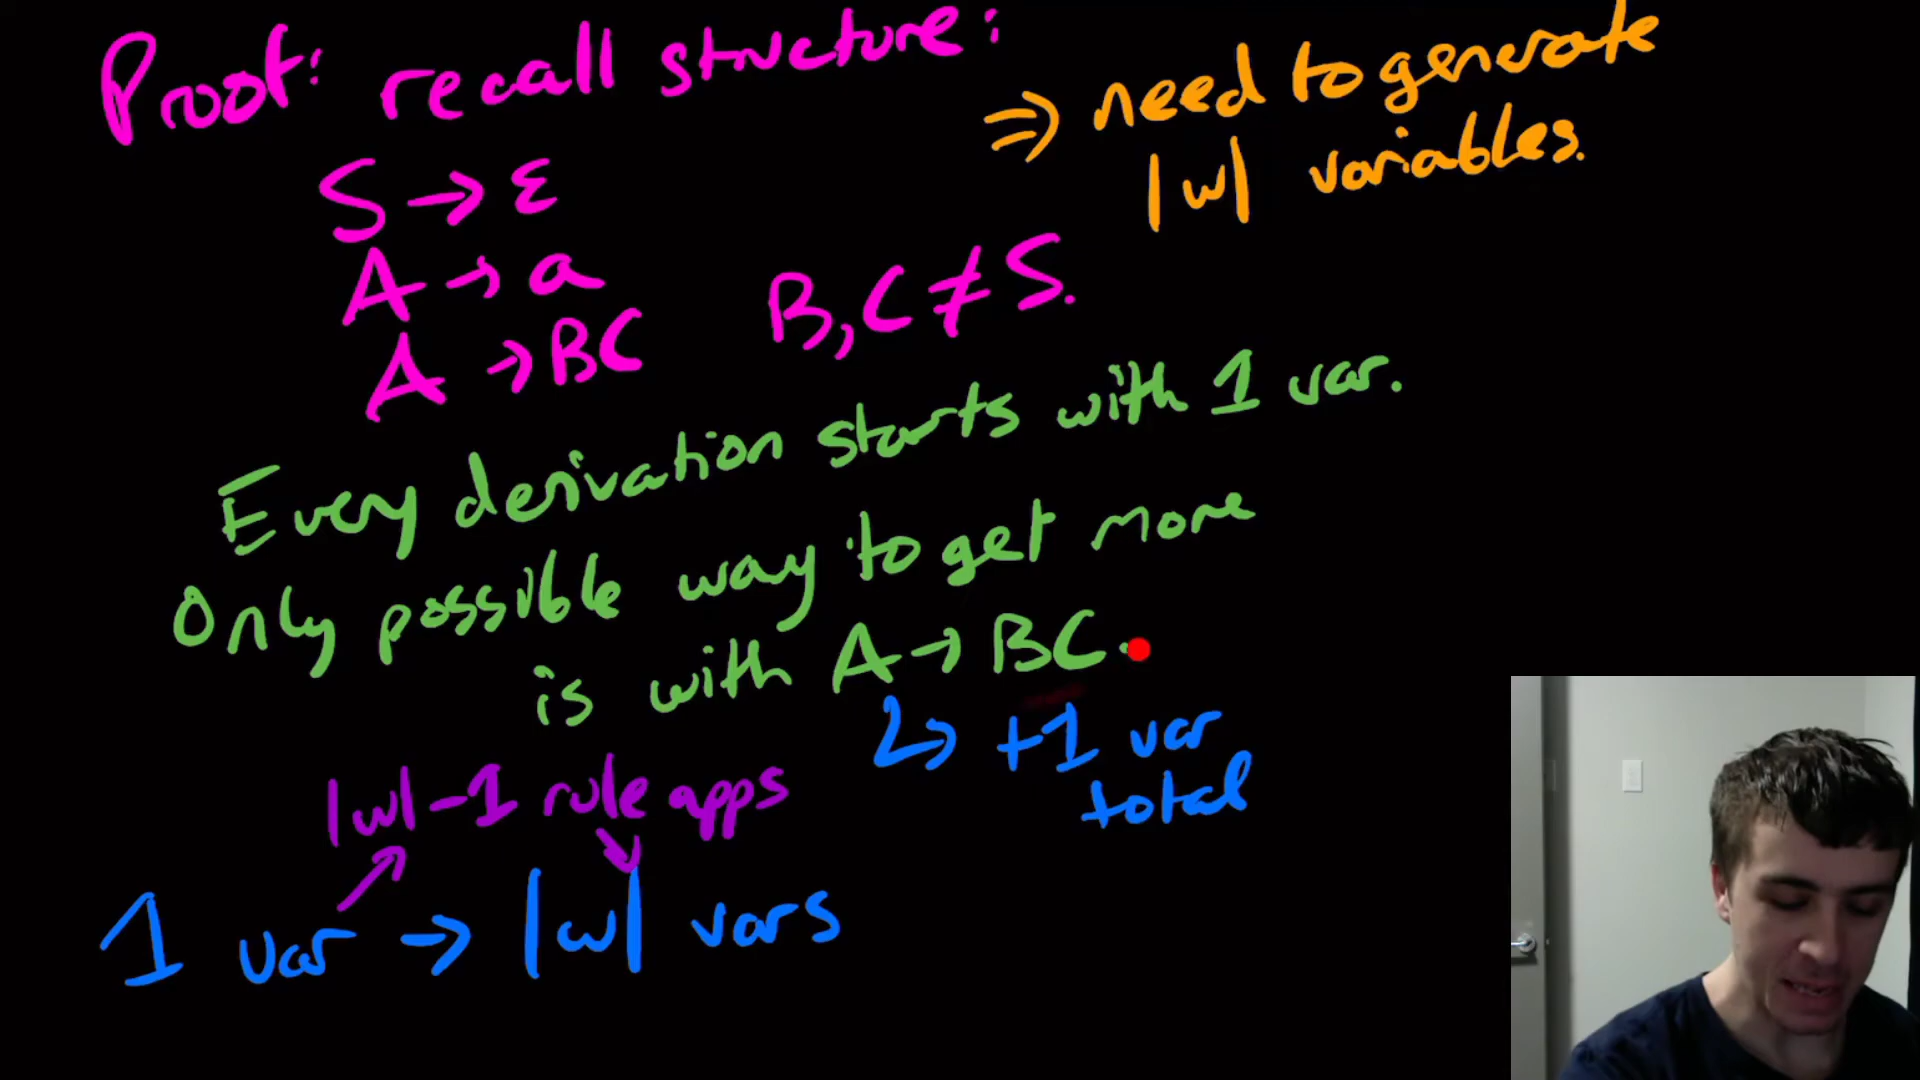 Proof: recall structure:
⇒ need to generate
|w| variables.
S → ε
A → a
A → BC
B, C ≠ S.
Every derivation starts with 1 var.
Only possible way to get more
is with A → BC.
↳ +1 var
total
|w|-1 rule apps
1 var → |w| vars